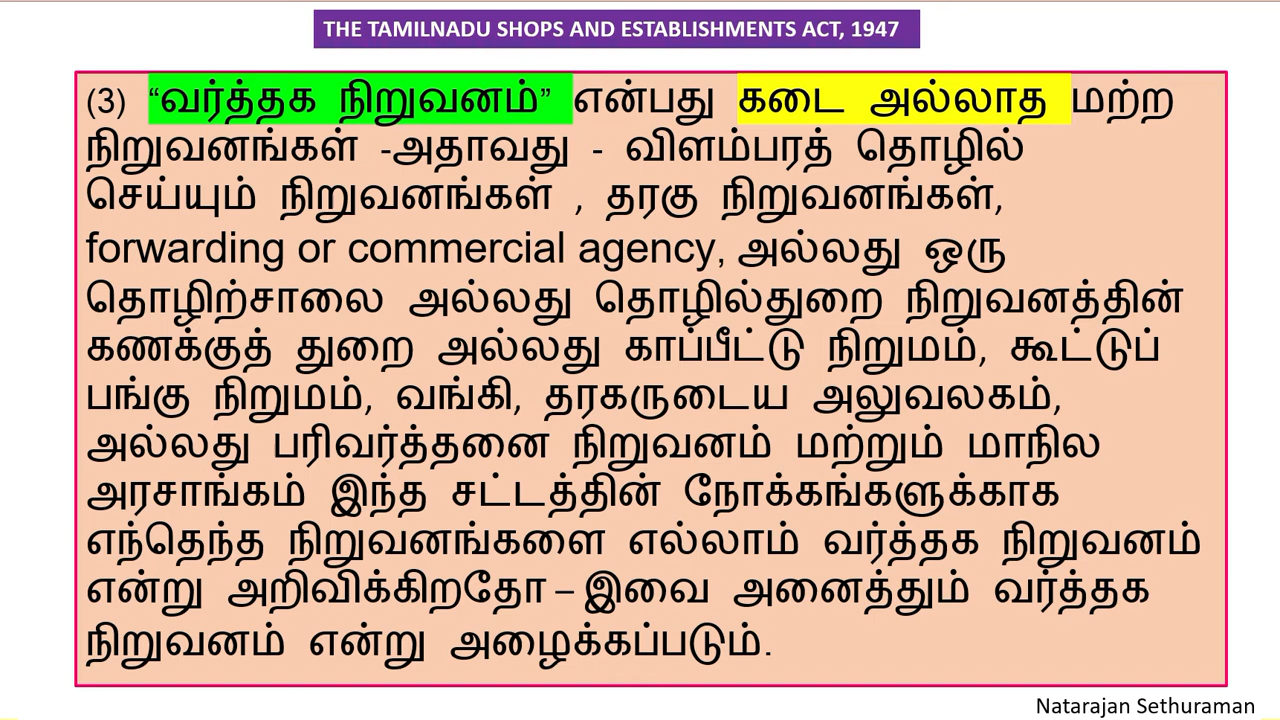 THE TAMILNADU SHOPS AND ESTABLISHMENTS ACT, 1947
(3) “வர்த்தக நிறுவனம்” என்பது கடை அல்லாத மற்ற
நிறுவனங்கள் -அதாவது - விளம்பரத் தொழில்
செய்யும் நிறுவனங்கள் , தரகு நிறுவனங்கள்,
forwarding or commercial agency, அல்லது ஒரு
தொழிற்சாலை அல்லது தொழில்துறை நிறுவனத்தின்
கணக்குத் துறை அல்லது காப்பீட்டு நிறுமம், கூட்டுப்
பங்கு நிறுமம், வங்கி, தரகருடைய அலுவலகம்,
அல்லது பரிவர்த்தனை நிறுவனம் மற்றும் மாநில
அரசாங்கம் இந்த சட்டத்தின் நோக்கங்களுக்காக
எந்தெந்த நிறுவனங்களை எல்லாம் வர்த்தக நிறுவனம்
என்று அறிவிக்கிறதோ – இவை அனைத்தும் வர்த்தக
நிறுவனம் என்று அழைக்கப்படும்.
Natarajan Sethuraman